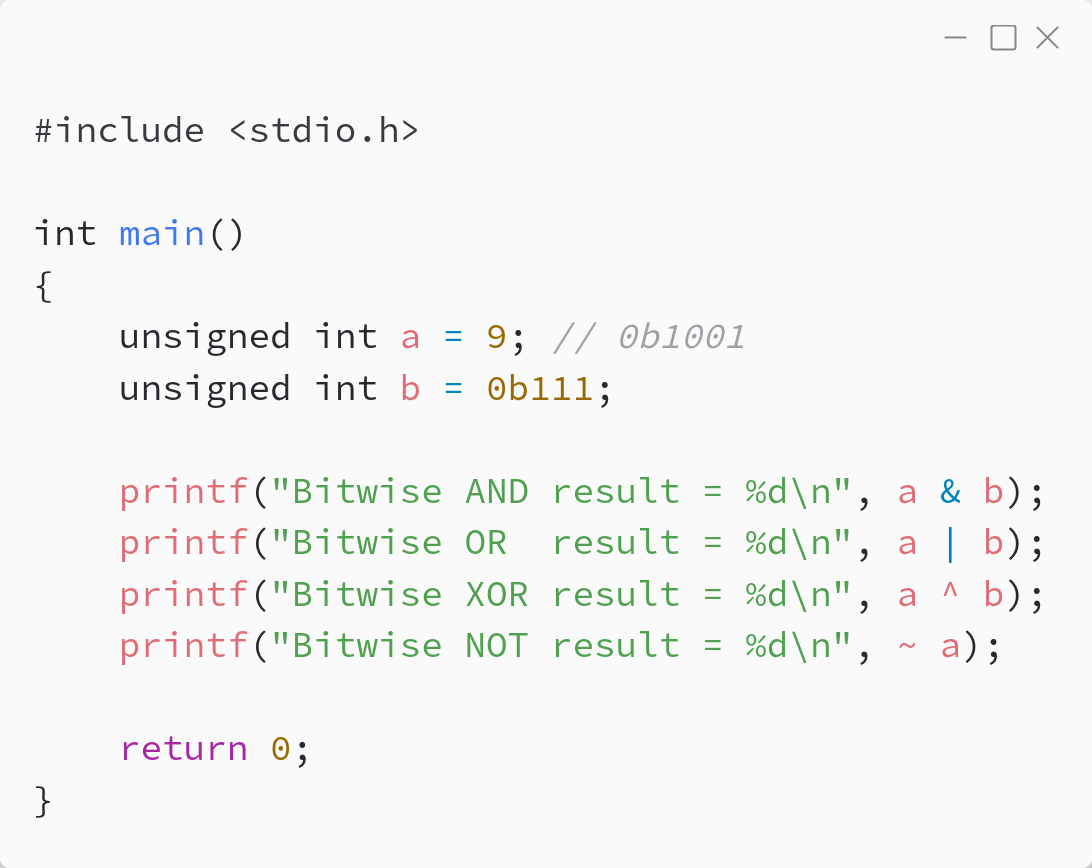 #include <stdio.h>

int main()
{
    unsigned int a = 9; // 0b1001
    unsigned int b = 0b111;

    printf("Bitwise AND result = %d\n", a & b);
    printf("Bitwise OR  result = %d\n", a | b);
    printf("Bitwise XOR result = %d\n", a ^ b);
    printf("Bitwise NOT result = %d\n", ~ a);

    return 0;
}